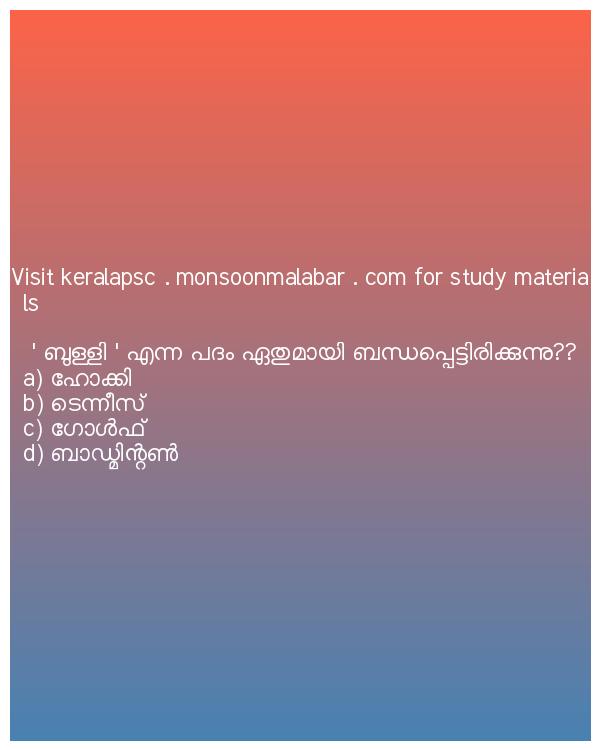 Visit keralapsc . monsoonmalabar . com for study materia
ls
' ബുള്ളി ' എന്ന പദം ഏതുമായി ബന്ധപ്പെട്ടിരിക്കുന്നു??
a) ഹോക്കി
b) ടെന്നീസ്
c) ഗോൾഫ്
d) ബാഡ്മിന്റൺ